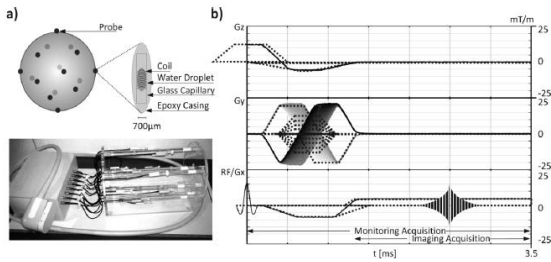 a)
Probe
Coil
Water Droplet
Glass Capillary
Epoxy Casing
700µm
b)
Gz
mT/m
25
0
-25
Gy
25
0
-25
RF/Gx
25
0
-25
Monitoring Acquisition
Imaging Acquisition
t [ms]
3.5